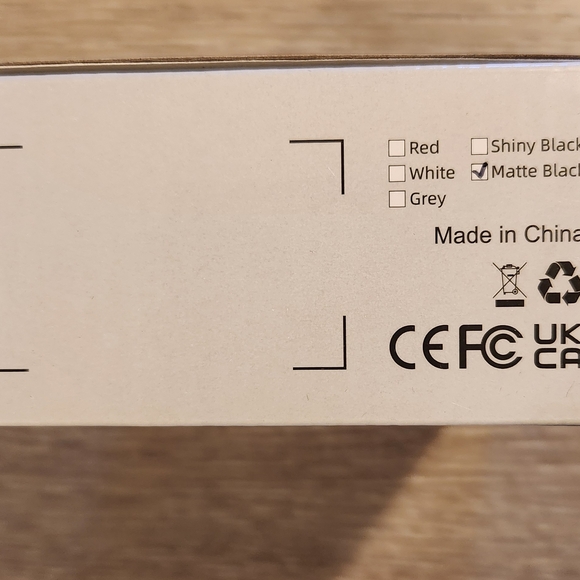 Red Shiny Black
White Matte Black
Grey
Made in China
CE FC UK
CA